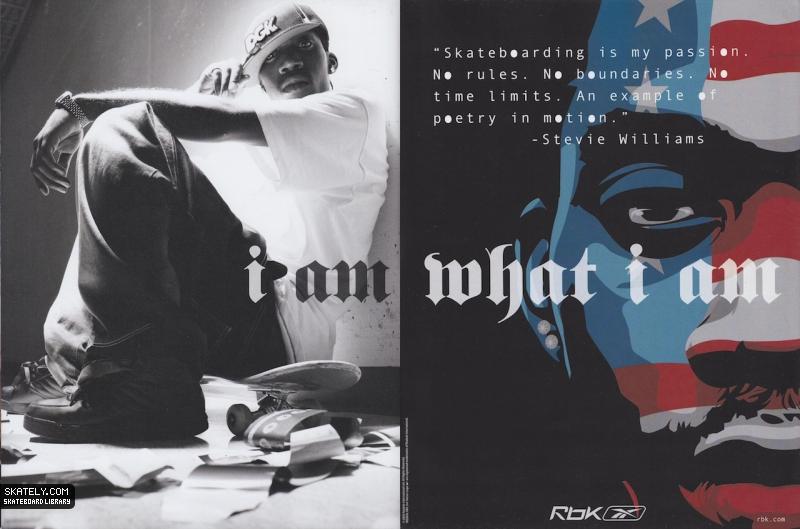 DGK
"Skateboarding is my passion.
No rules. No boundaries. No
time limits. An example of
poetry in motion."
-Stevie Williams
i am what i am
SKATELY.COM
SKATEBOARD LIBRARY
Rbk
rbk.com